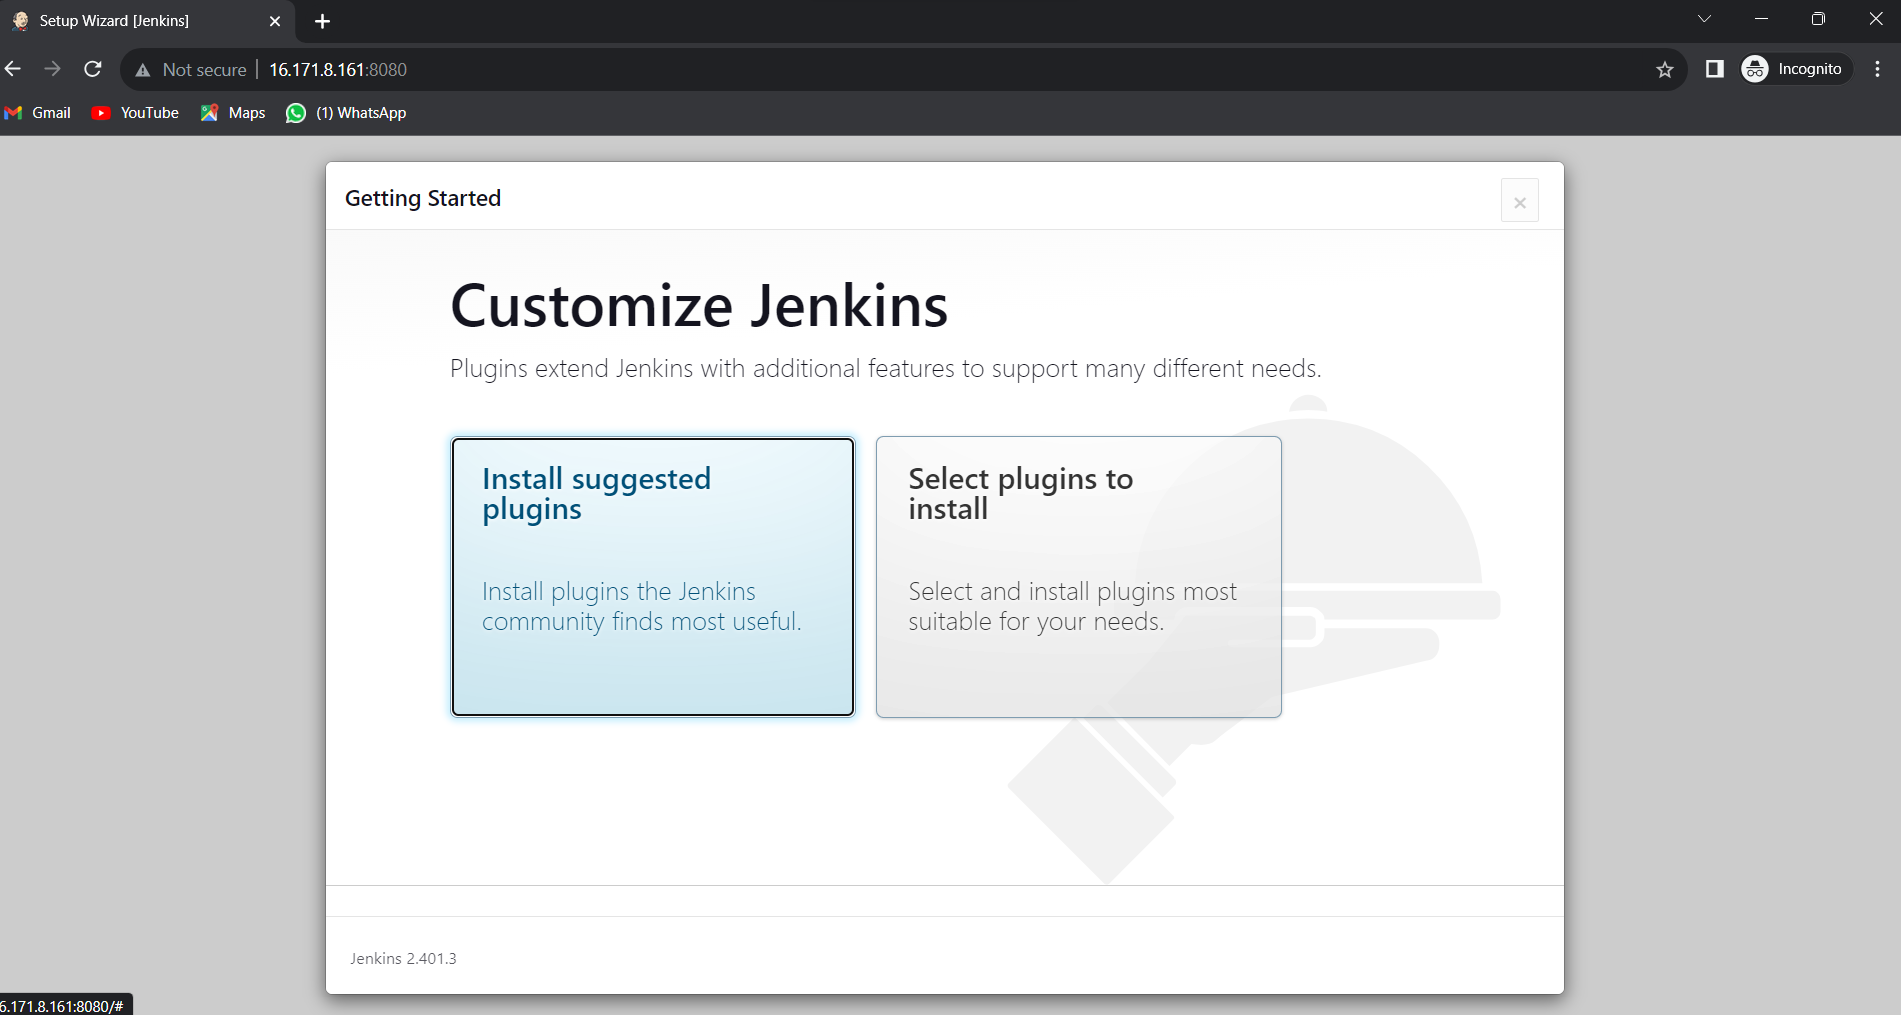 Setup Wizard [Jenkins]
Not secure
16.171.8.161:8080
Incognito
Gmail
YouTube
Maps
(1) WhatsApp
Getting Started
×
Customize Jenkins
Plugins extend Jenkins with additional features to support many different needs.
Install suggested
plugins
Install plugins the Jenkins
community finds most useful.
Select plugins to
install
Select and install plugins most
suitable for your needs.
Jenkins 2.401.3
6.171.8.161:8080/#